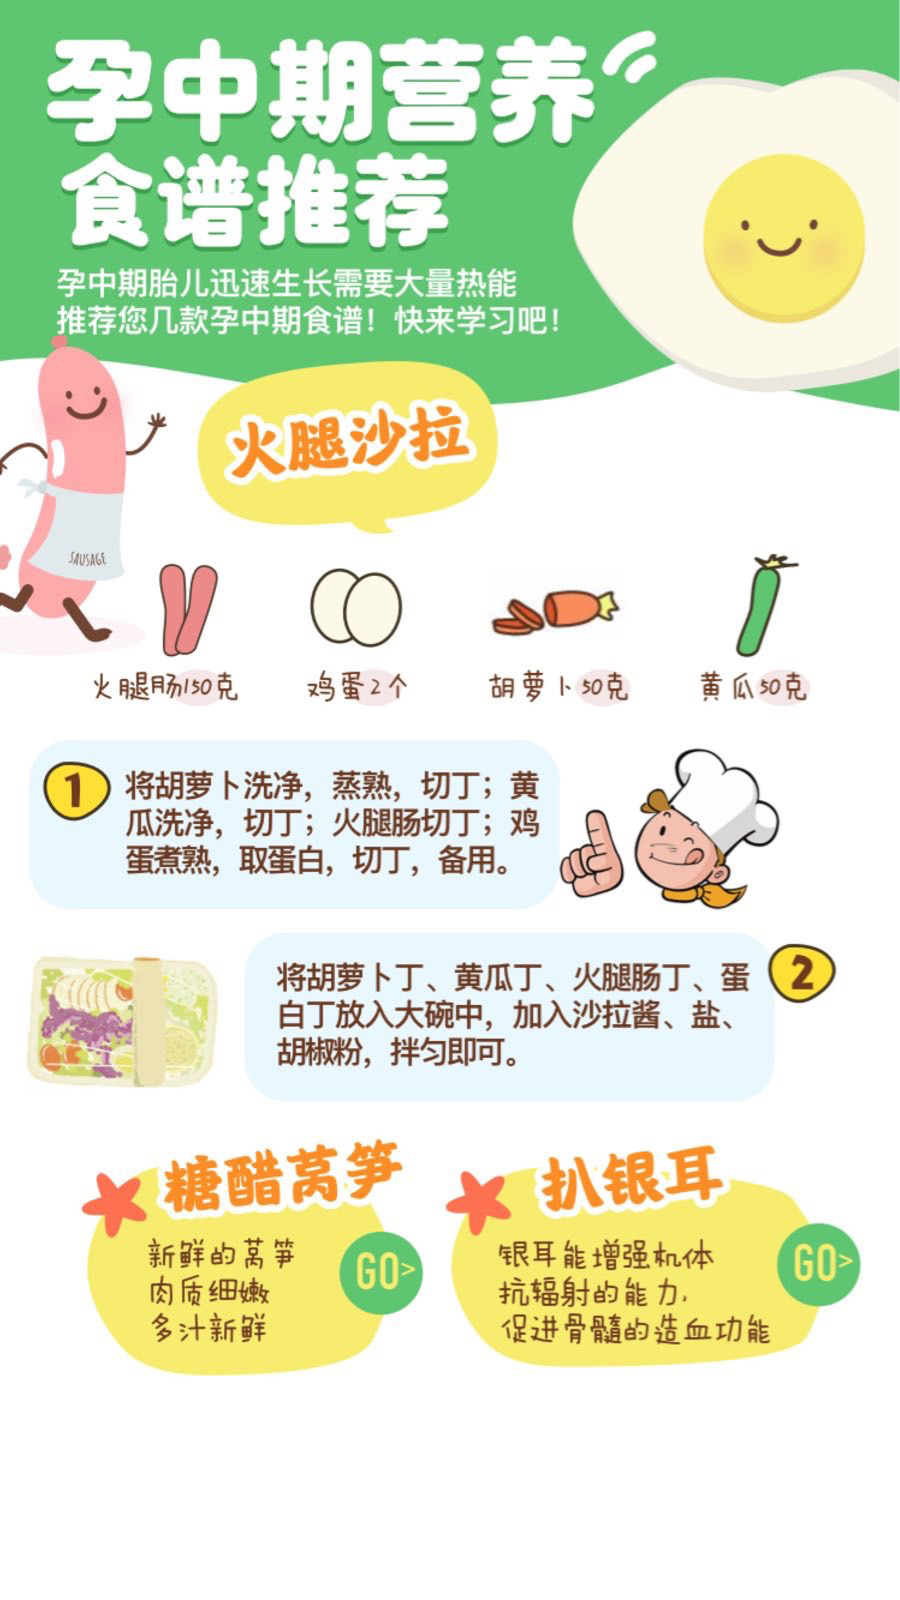 孕中期营养
食谱推荐
孕中期胎儿迅速生长需要大量热能
推荐您几款孕中期食谱！快来学习吧！
火腿沙拉
SAUSAGE
火腿肠150克
鸡蛋2个
胡萝卜50克
黄瓜50克
1
将胡萝卜洗净，蒸熟，切丁；黄
瓜洗净，切丁；火腿肠切丁；鸡
蛋煮熟，取蛋白，切丁，备用。
将胡萝卜丁、黄瓜丁、火腿肠丁、蛋
白丁放入大碗中，加入沙拉酱、盐、
胡椒粉，拌匀即可。
2
糖醋莴笋
新鲜的莴笋
肉质细嫩
多汁新鲜
GO>
扒银耳
银耳能增强机体
抗辐射的能力，
促进骨髓的造血功能
GO>